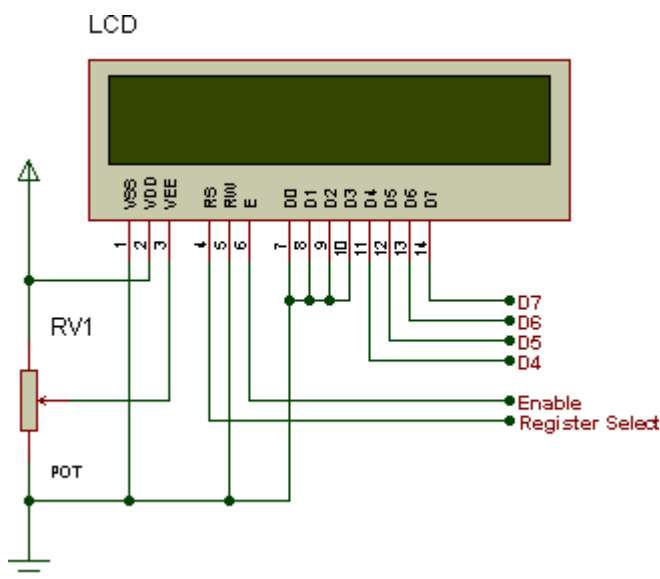 LCD
VSS VDD VEE RS RW E D0 D1 D2 D3 D4 D5 D6 D7
1 2 3 4 5 6 7 8 9 10 11 12 13 14
D7
D6
RV1
D5
D4
Enable
Register Select
POT